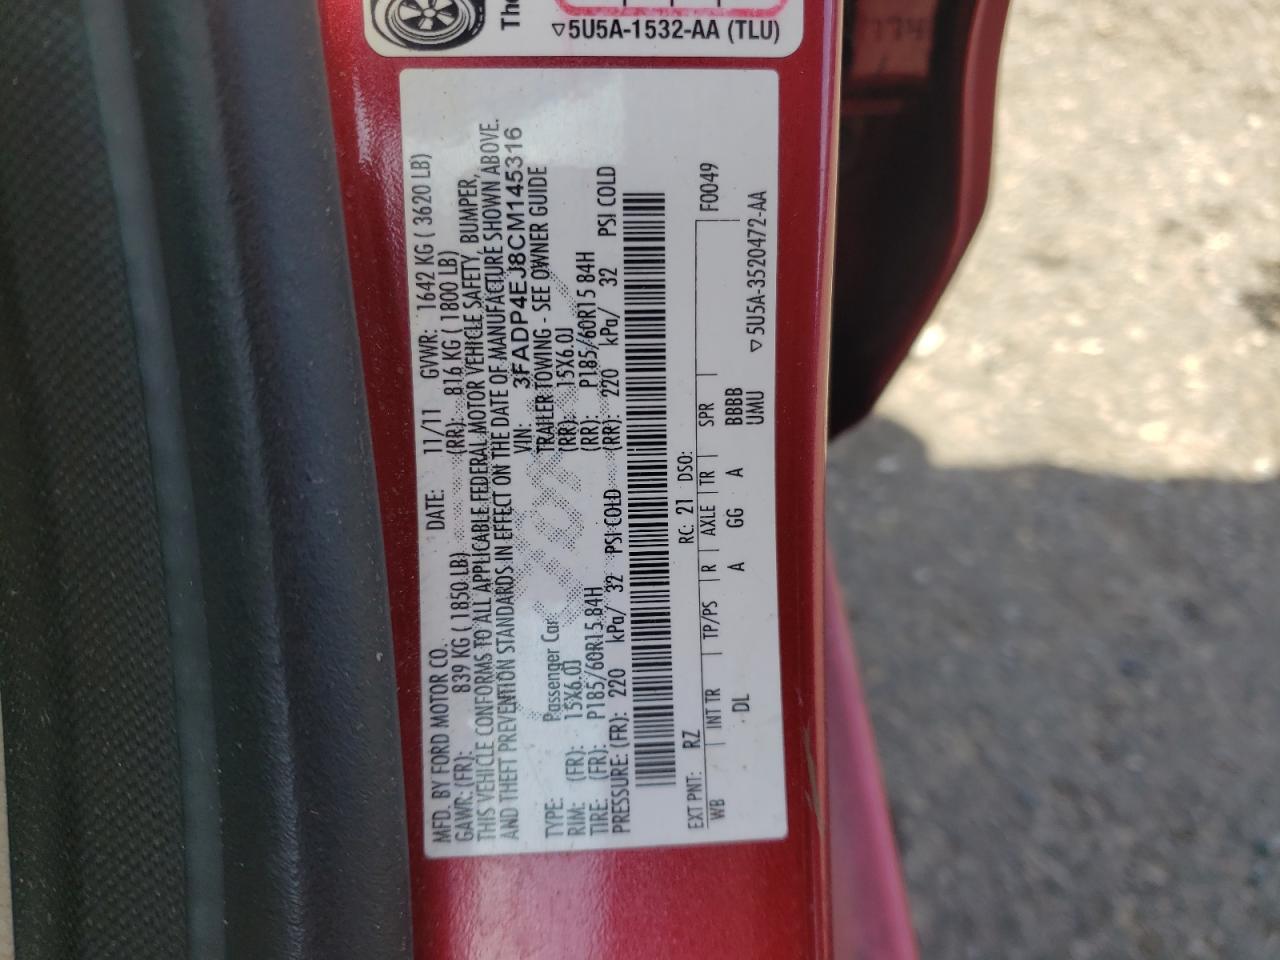 The
▽5U5A-1532-AA (TLU)
MFD. BY FORD MOTOR CO. DATE: 11/11 GVWR: 1642 KG ( 3620 LB)
GAWR: (FR): 839 KG ( 1850 LB) (RR): 816 KG ( 1800 LB)
THIS VEHICLE CONFORMS TO ALL APPLICABLE FEDERAL MOTOR VEHICLE SAFETY, BUMPER,
AND THEFT PREVENTION STANDARDS IN EFFECT ON THE DATE OF MANUFACTURE SHOWN ABOVE.
VIN: 3FADP4EJ8CM145316
TYPE: Passenger Car TRAILER TOWING - SEE OWNER GUIDE
RIM: (FR): 15X6.0J (RR): 15X6.0J
TIRE: (FR): P185/60R15 84H (RR): P185/60R15 84H
PRESSURE: (FR): 220 kPa/ 32 PSI COLD (RR): 220 kPa/ 32 PSI COLD
EXT PNT: RZ RC: 21 DSO: F0049
WB INT TR TP/PS R AXLE TR SPR
DL A GG A BBBB
UMU
▽5U5A-3520472-AA